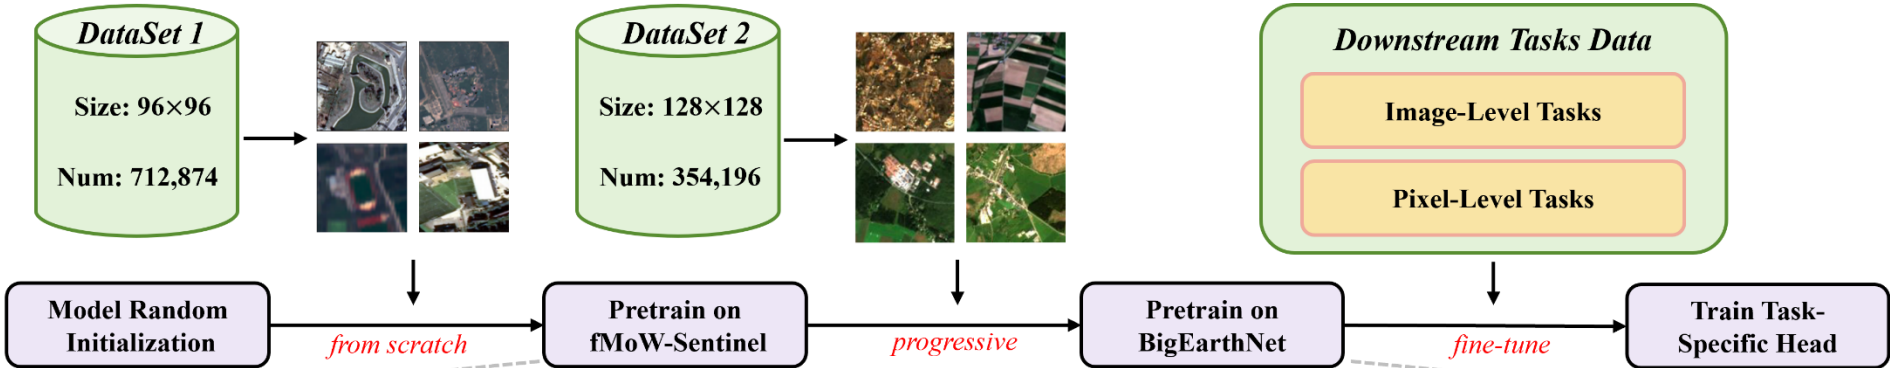 DataSet 1
Size: 96×96
Num: 712,874
DataSet 2
Size: 128×128
Num: 354,196
Downstream Tasks Data
Image-Level Tasks
Pixel-Level Tasks
Model Random
Initialization
from scratch
Pretrain on
fMoW-Sentinel
progressive
Pretrain on
BigEarthNet
fine-tune
Train Task-
Specific Head